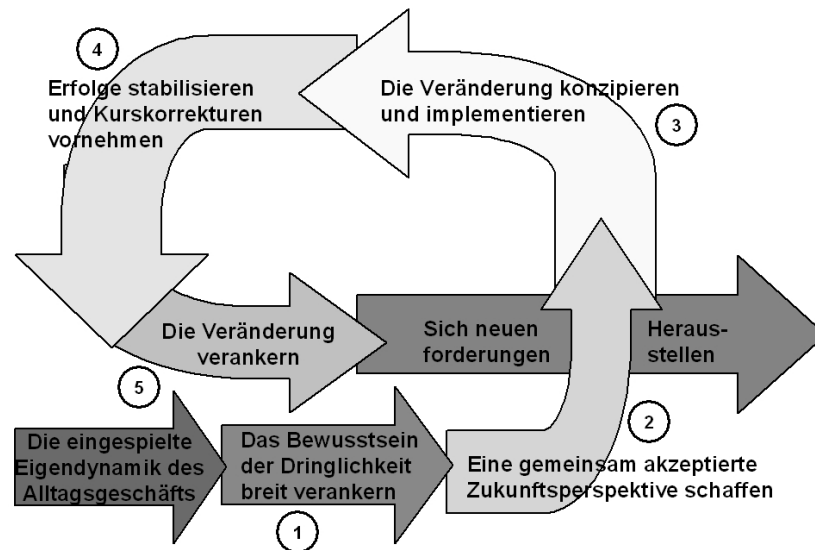 4
Erfolge stabilisieren
und Kurskorrekturen
vornehmen
Die Veränderung konzipieren
und implementieren
3
Die Veränderung
verankern
Sich neuen
forderungen
Heraus-
stellen
5
2
Die eingespielte
Eigendynamik des
Alltagsgeschäfts
Das Bewusstsein
der Dringlichkeit
breit verankern
Eine gemeinsam akzeptierte
Zukunftsperspektive schaffen
1